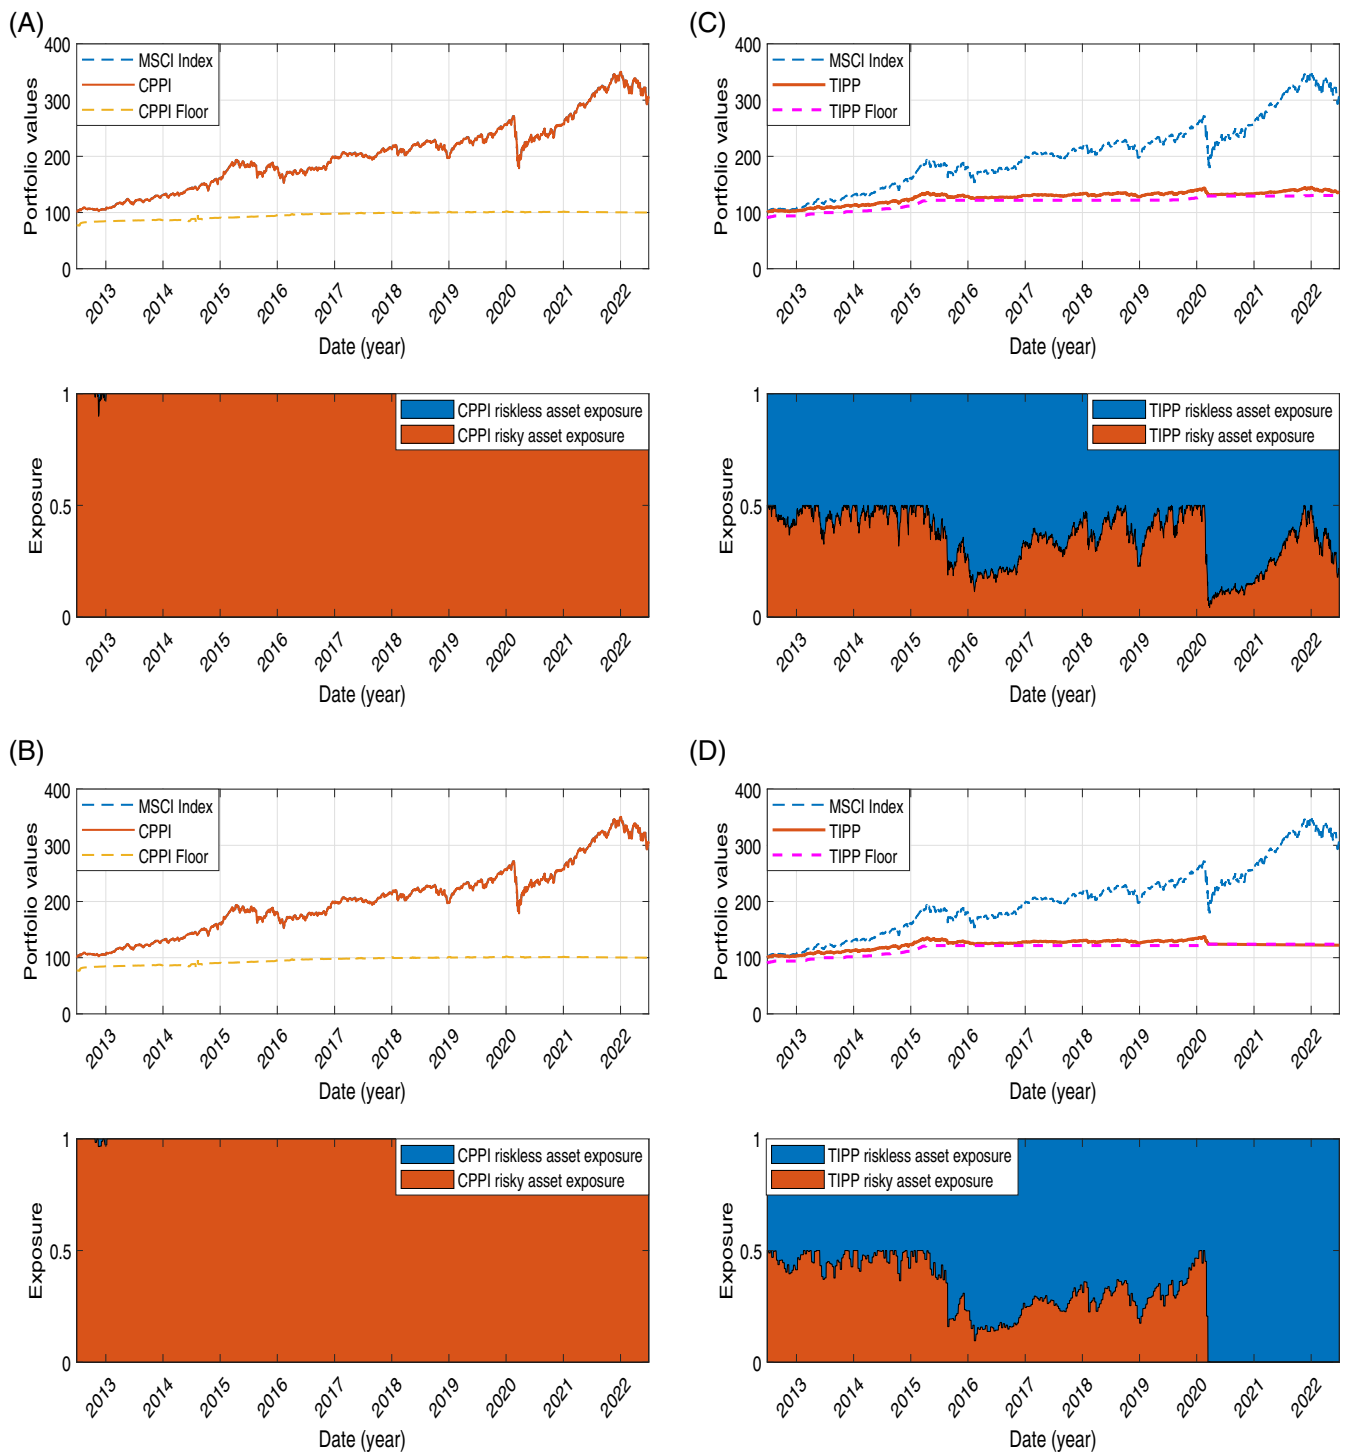 (A)
Portfolio values
400
300
200
100
0
MSCI Index
CPPI
CPPI Floor
2013 2014 2015 2016 2017 2018 2019 2020 2021 2022
Date (year)
Exposure
1
0.5
0
CPPI riskless asset exposure
CPPI risky asset exposure
2013 2014 2015 2016 2017 2018 2019 2020 2021 2022
Date (year)
(C)
Portfolio values
400
300
200
100
0
MSCI Index
TIPP
TIPP Floor
2013 2014 2015 2016 2017 2018 2019 2020 2021 2022
Date (year)
Exposure
1
0.5
0
TIPP riskless asset exposure
TIPP risky asset exposure
2013 2014 2015 2016 2017 2018 2019 2020 2021 2022
Date (year)
(B)
Portfolio values
400
300
200
100
0
MSCI Index
CPPI
CPPI Floor
2013 2014 2015 2016 2017 2018 2019 2020 2021 2022
Date (year)
Exposure
1
0.5
0
CPPI riskless asset exposure
CPPI risky asset exposure
2013 2014 2015 2016 2017 2018 2019 2020 2021 2022
Date (year)
(D)
Portfolio values
400
300
200
100
0
MSCI Index
TIPP
TIPP Floor
2013 2014 2015 2016 2017 2018 2019 2020 2021 2022
Date (year)
Exposure
1
0.5
0
TIPP riskless asset exposure
TIPP risky asset exposure
2013 2014 2015 2016 2017 2018 2019 2020 2021 2022
Date (year)